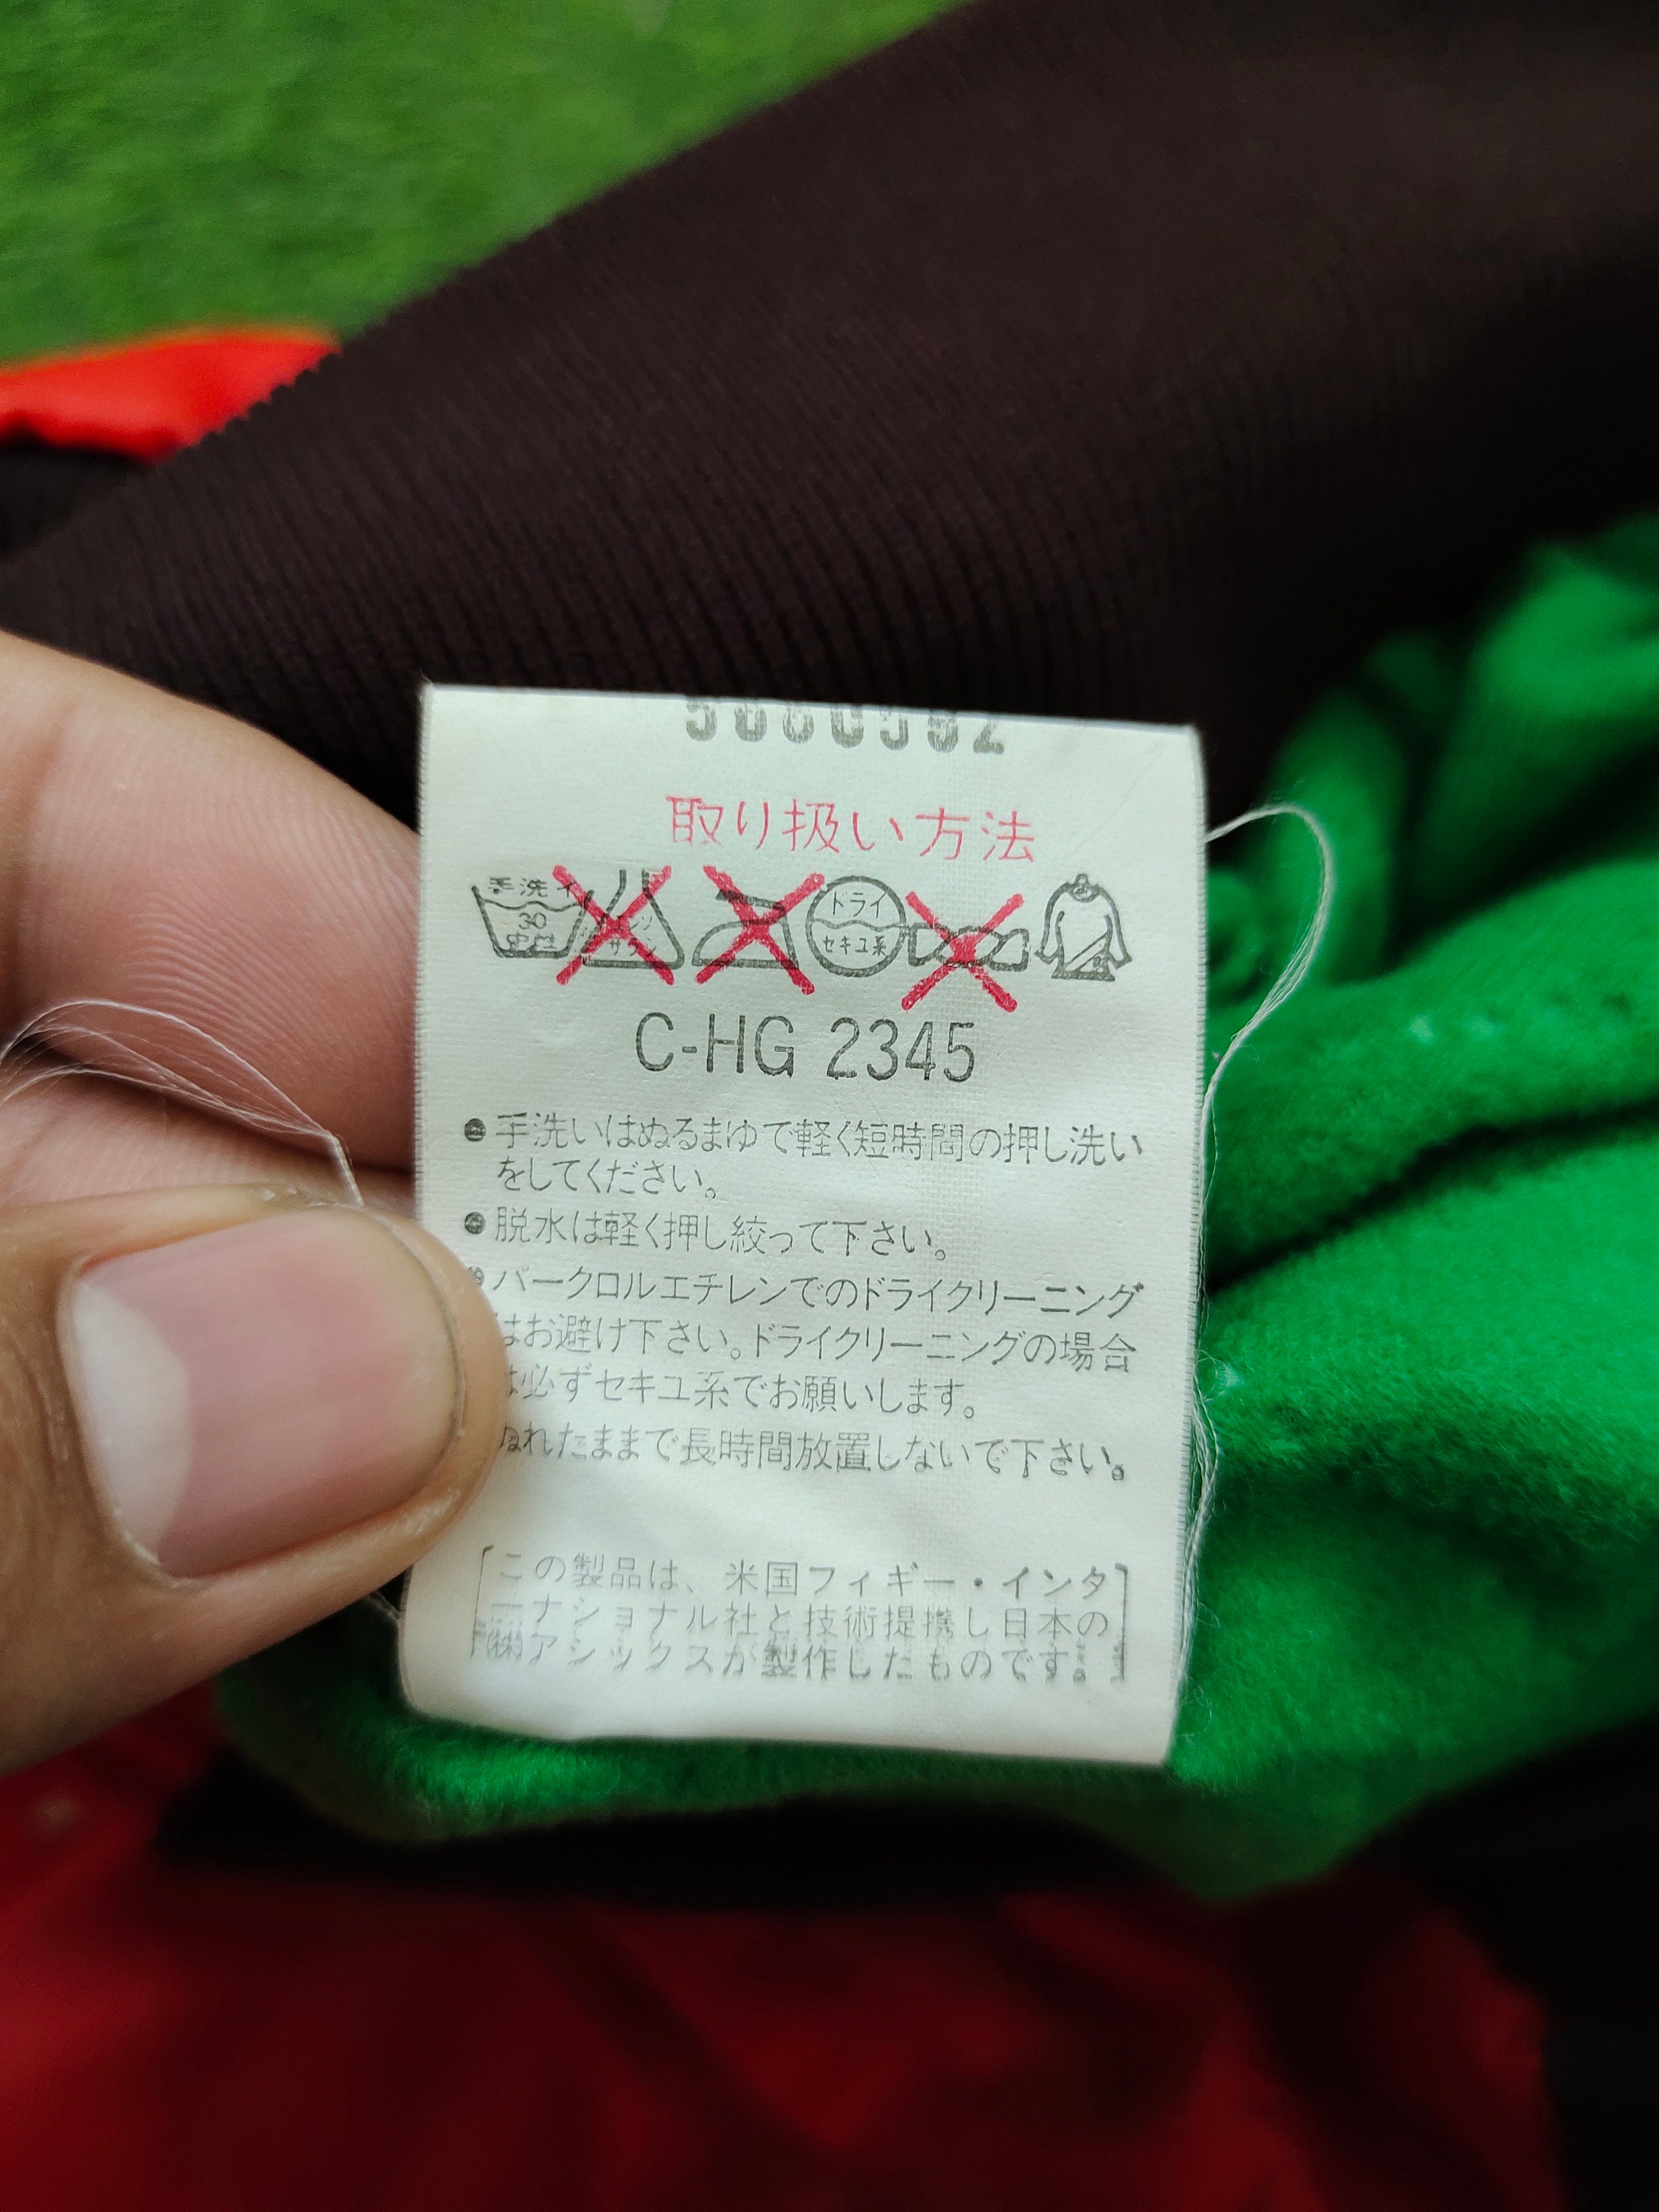 取り扱い方法
手洗イ
30
中性
ドライ
セキユ系
C-HG 2345
● 手洗いはぬるまゆで軽く短時間の押し洗い
をしてください。
● 脱水は軽く押し絞って下さい。
● パークロルエチレンでのドライクリーニング
はお避け下さい。ドライクリーニングの場合
は必ずセキユ系でお願いします。
ぬれたままで長時間放置しないで下さい。
この製品は、米国フィギー・インタ
ーナショナル社と技術提携し日本の
(株)アシックスが製作したものです。